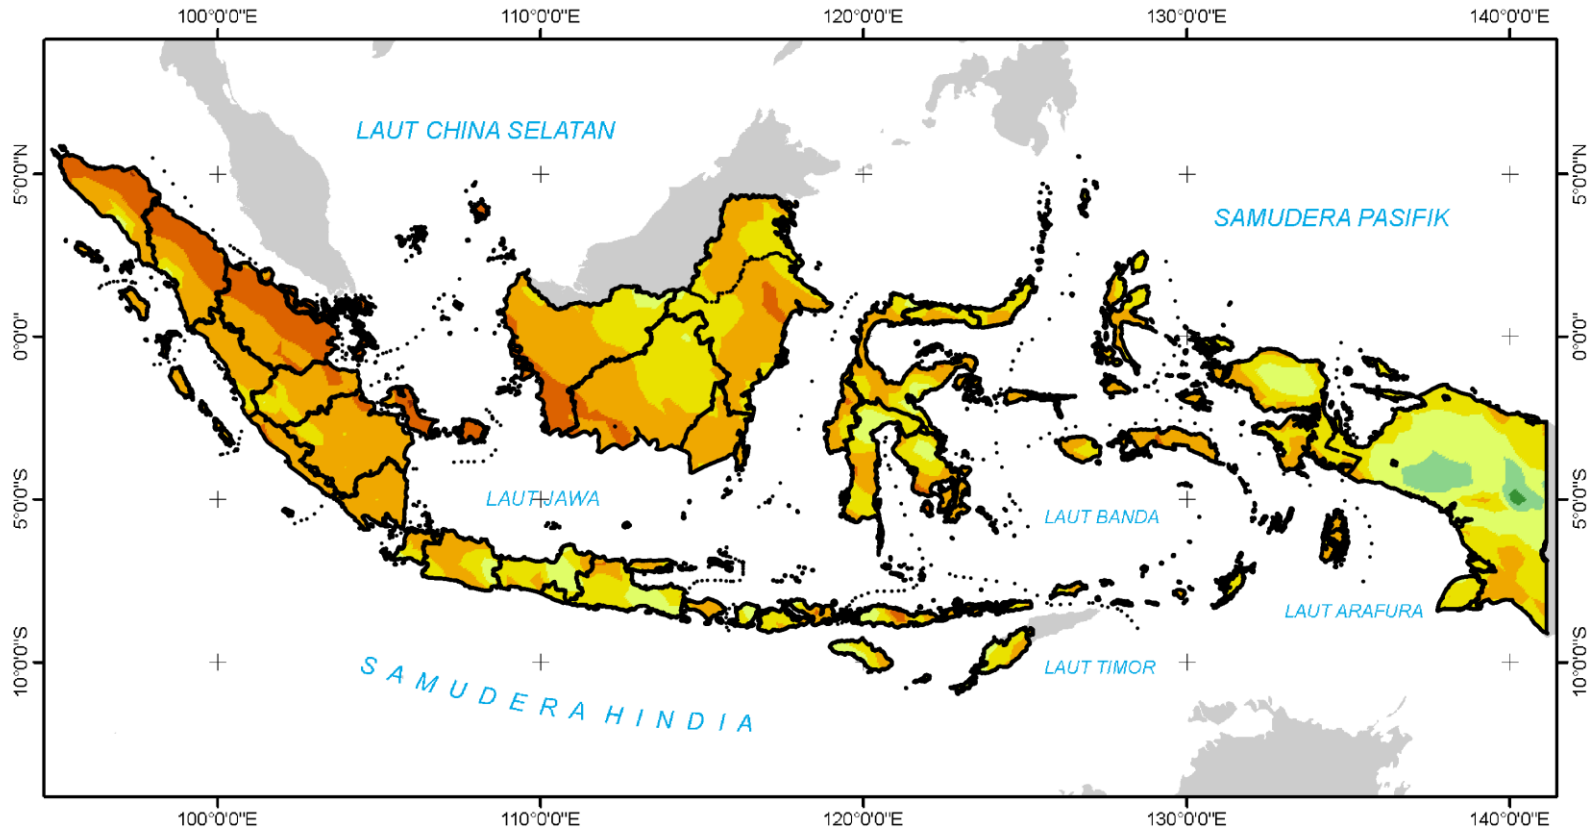 100°0'0"E 110°0'0"E 120°0'0"E 130°0'0"E 140°0'0"E
LAUT CHINA SELATAN
5°0'0"N
5°0'0"N
SAMUDERA PASIFIK
0°0'0"
0°0'0"
5°0'0"S
LAUT JAWA
LAUT BANDA
5°0'0"S
LAUT ARAFURA
10°0'0"S
SAMUDERA HINDIA
LAUT TIMOR
10°0'0"S
100°0'0"E 110°0'0"E 120°0'0"E 130°0'0"E 140°0'0"E